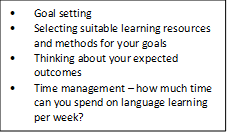 • Goal setting
• Selecting suitable learning resources
and methods for your goals
• Thinking about your expected
outcomes
• Time management – how much time
can you spend on language learning
per week?